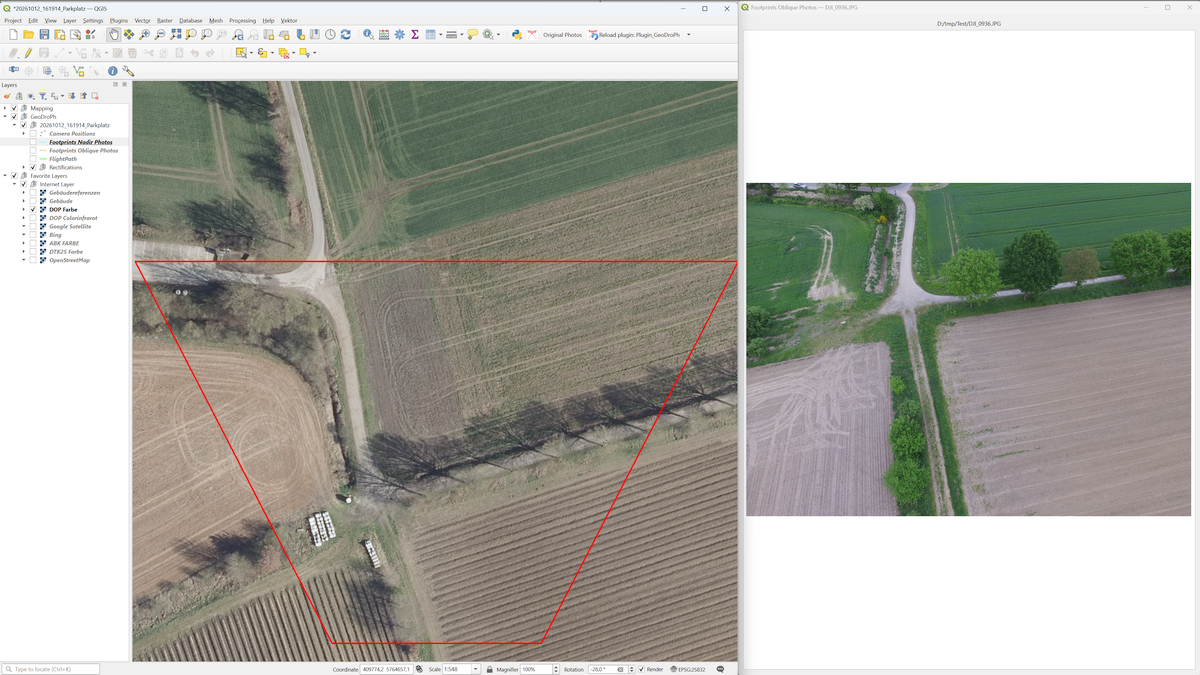 *20261012_161914_Parkplatz — QGIS
Project Edit View Layer Settings Plugins Vector Raster Database Mesh Processing Help Vektor
Original Photos
Reload plugin: Plugin_GeoDroPh
Layers
Mapping
GeoDroPh
20261012_161914_Parkplatz
Camera Positions
Footprints Nadir Photos
Footprints Oblique Photos
FlightPath
Rectifications
Favorite Layers
Internet Layer
Gebäudereferenzen
Gebäude
DOP Farbe
DOP Colorinfrarot
Google Satellite
Bing
ABK FARBE
DTK25 Farbe
OpenStreetMap
Type to locate (Ctrl+K)
Coordinate 409774,2 5764657,1 Scale 1:548 Magnifier 100% Rotation -28,0 ° Render EPSG:25832
Footprints Oblique Photos — DJI_0936.JPG
D:/tmp/Test/DJI_0936.JPG